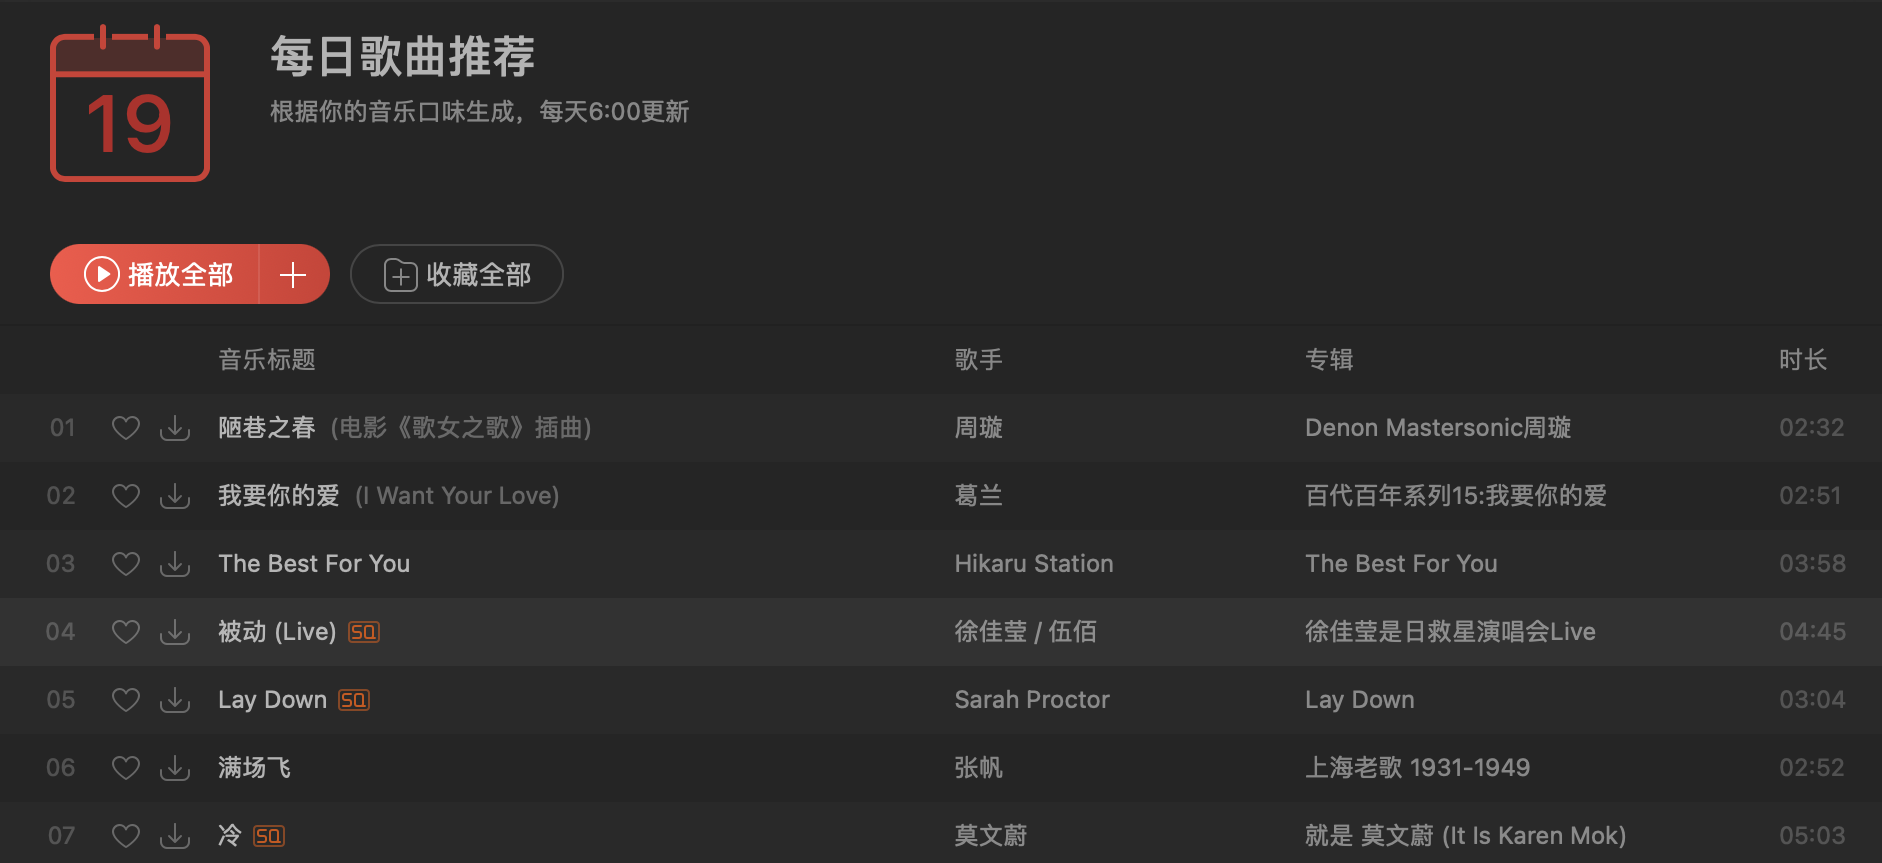 19
每日歌曲推荐
根据你的音乐口味生成，每天6:00更新
播放全部
收藏全部
音乐标题 歌手 专辑 时长
01 陋巷之春 (电影《歌女之歌》插曲) 周璇 Denon Mastersonic周璇 02:32
02 我要你的爱 (I Want Your Love) 葛兰 百代百年系列15:我要你的爱 02:51
03 The Best For You Hikaru Station The Best For You 03:58
04 被动 (Live) SQ 徐佳莹 / 伍佰 徐佳莹是日救星演唱会Live 04:45
05 Lay Down SQ Sarah Proctor Lay Down 03:04
06 满场飞 张帆 上海老歌 1931-1949 02:52
07 冷 SQ 莫文蔚 就是 莫文蔚 (It Is Karen Mok) 05:03